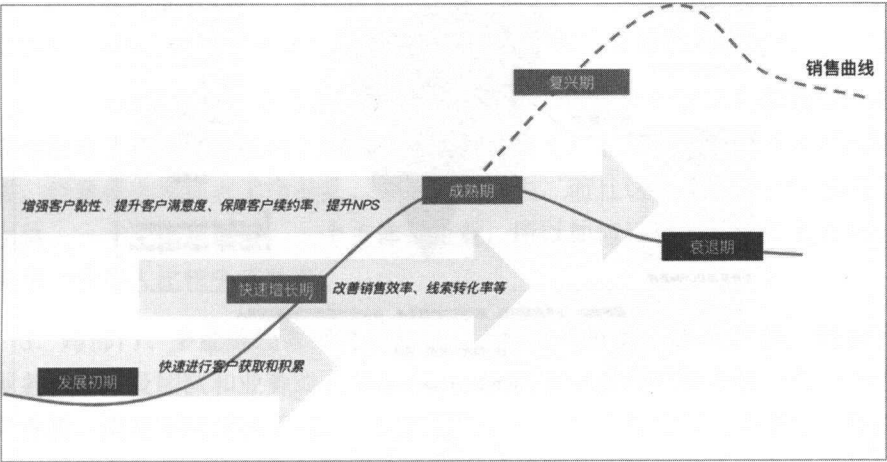 复兴期
销售曲线
成熟期
增强客户黏性、提升客户满意度、保障客户续约率、提升NPS
衰退期
快速增长期
改善销售效率、线索转化率等
快速进行客户获取和积累
发展初期